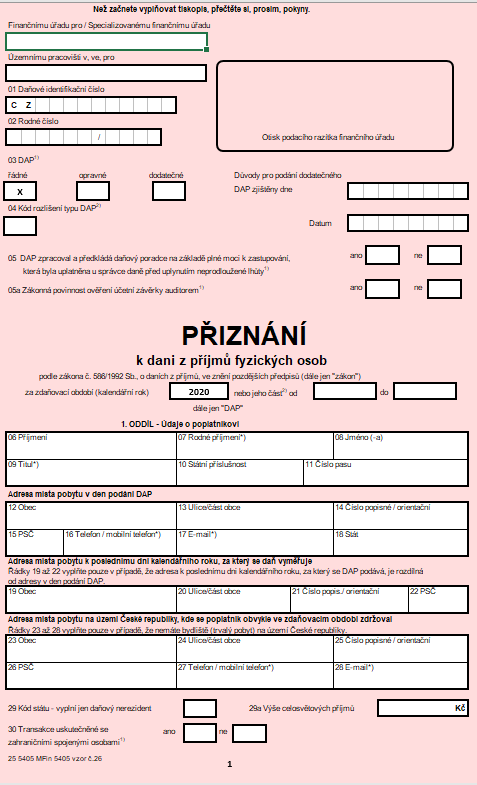 Než začnete vyplňovat tiskopis, přečtěte si, prosím, pokyny.
Finančnímu úřadu pro / Specializovanému finančnímu úřadu
Územnímu pracovišti v, ve, pro
01 Daňové identifikační číslo
C Z
02 Rodné číslo
/
Otisk podacího razítka finančního úřadu
03 DAP1)
řádné opravné dodatečné
Důvody pro podání dodatečného
DAP zjištěny dne
X
04 Kód rozlišení typu DAP2)
Datum
05 DAP zpracoval a předkládá daňový poradce na základě plné moci k zastupování, ano ne
která byla uplatněna u správce daně před uplynutím neprodloužené lhůty1)
05a Zákonná povinnost ověření účetní závěrky auditorem1) ano ne
PŘIZNÁNÍ
k dani z příjmů fyzických osob
podle zákona č. 586/1992 Sb., o daních z příjmů, ve znění pozdějších předpisů (dále jen "zákon")
za zdaňovací období (kalendářní rok) 2020 nebo jeho část2) od do
dále jen "DAP"
1. ODDÍL - Údaje o poplatníkovi
06 Příjmení 07 Rodné příjmení*) 08 Jméno (-a)
09 Titul*) 10 Státní příslušnost 11 Číslo pasu
Adresa místa pobytu v den podání DAP
12 Obec 13 Ulice/část obce 14 Číslo popisné / orientační
15 PSČ 16 Telefon / mobilní telefon*) 17 E-mail*) 18 Stát
Adresa místa pobytu k poslednímu dni kalendářního roku, za který se daň vyměřuje
Řádky 19 až 22 vyplňte pouze v případě, že adresa k poslednímu dni kalendářního roku, za který se DAP podává, je rozdílná
od adresy v den podání DAP.
19 Obec 20 Ulice/část obce 21 Číslo popis./ orientační 22 PSČ
Adresa místa pobytu na území České republiky, kde se poplatník obvykle ve zdaňovacím období zdržoval
Řádky 23 až 28 vyplňte pouze v případě, že nemáte bydliště (trvalý pobyt) na území České republiky.
23 Obec 24 Ulice/část obce 25 Číslo popisné / orientační
26 PSČ 27 Telefon / mobilní telefon*) 28 E-mail*)
29 Kód státu - vyplní jen daňový nerezident 29a Výše celosvětových příjmů Kč
30 Transakce uskutečněné se ano ne
zahraničními spojenými osobami1)
25 5405 MFin 5405 vzor č.26
1